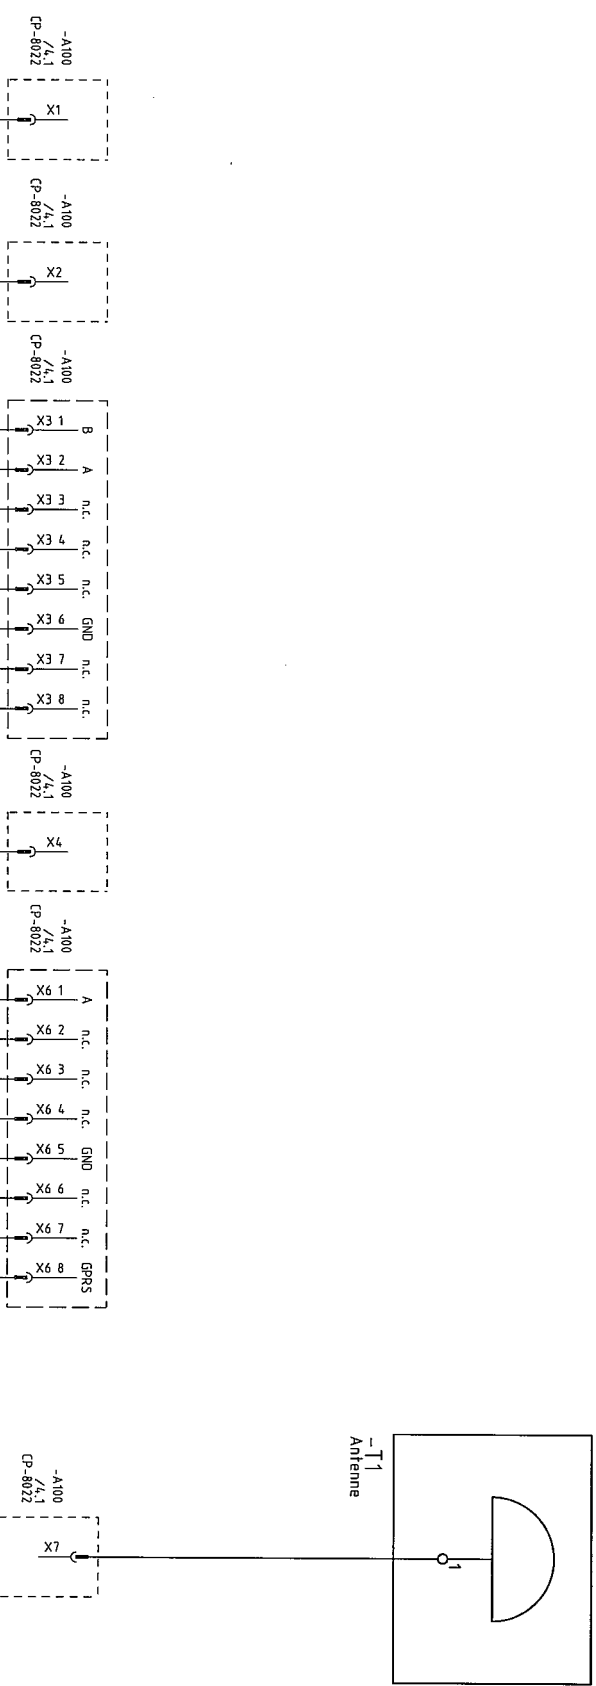 -A100
/4.1
CP-8022
X1
-A100
/4.1
CP-8022
X2
-A100
/4.1
CP-8022
X3 1 B
X3 2 A
X3 3 n.c.
X3 4 n.c.
X3 5 n.c.
X3 6 GND
X3 7 n.c.
X3 8 n.c.
-A100
/4.1
CP-8022
X4
-A100
/4.1
CP-8022
X6 1 A
X6 2 n.c.
X6 3 n.c.
X6 4 n.c.
X6 5 GND
X6 6 n.c.
X6 7 n.c.
X6 8 GPRS
-T1
Antenne
1
-A100
/4.1
CP-8022
X7